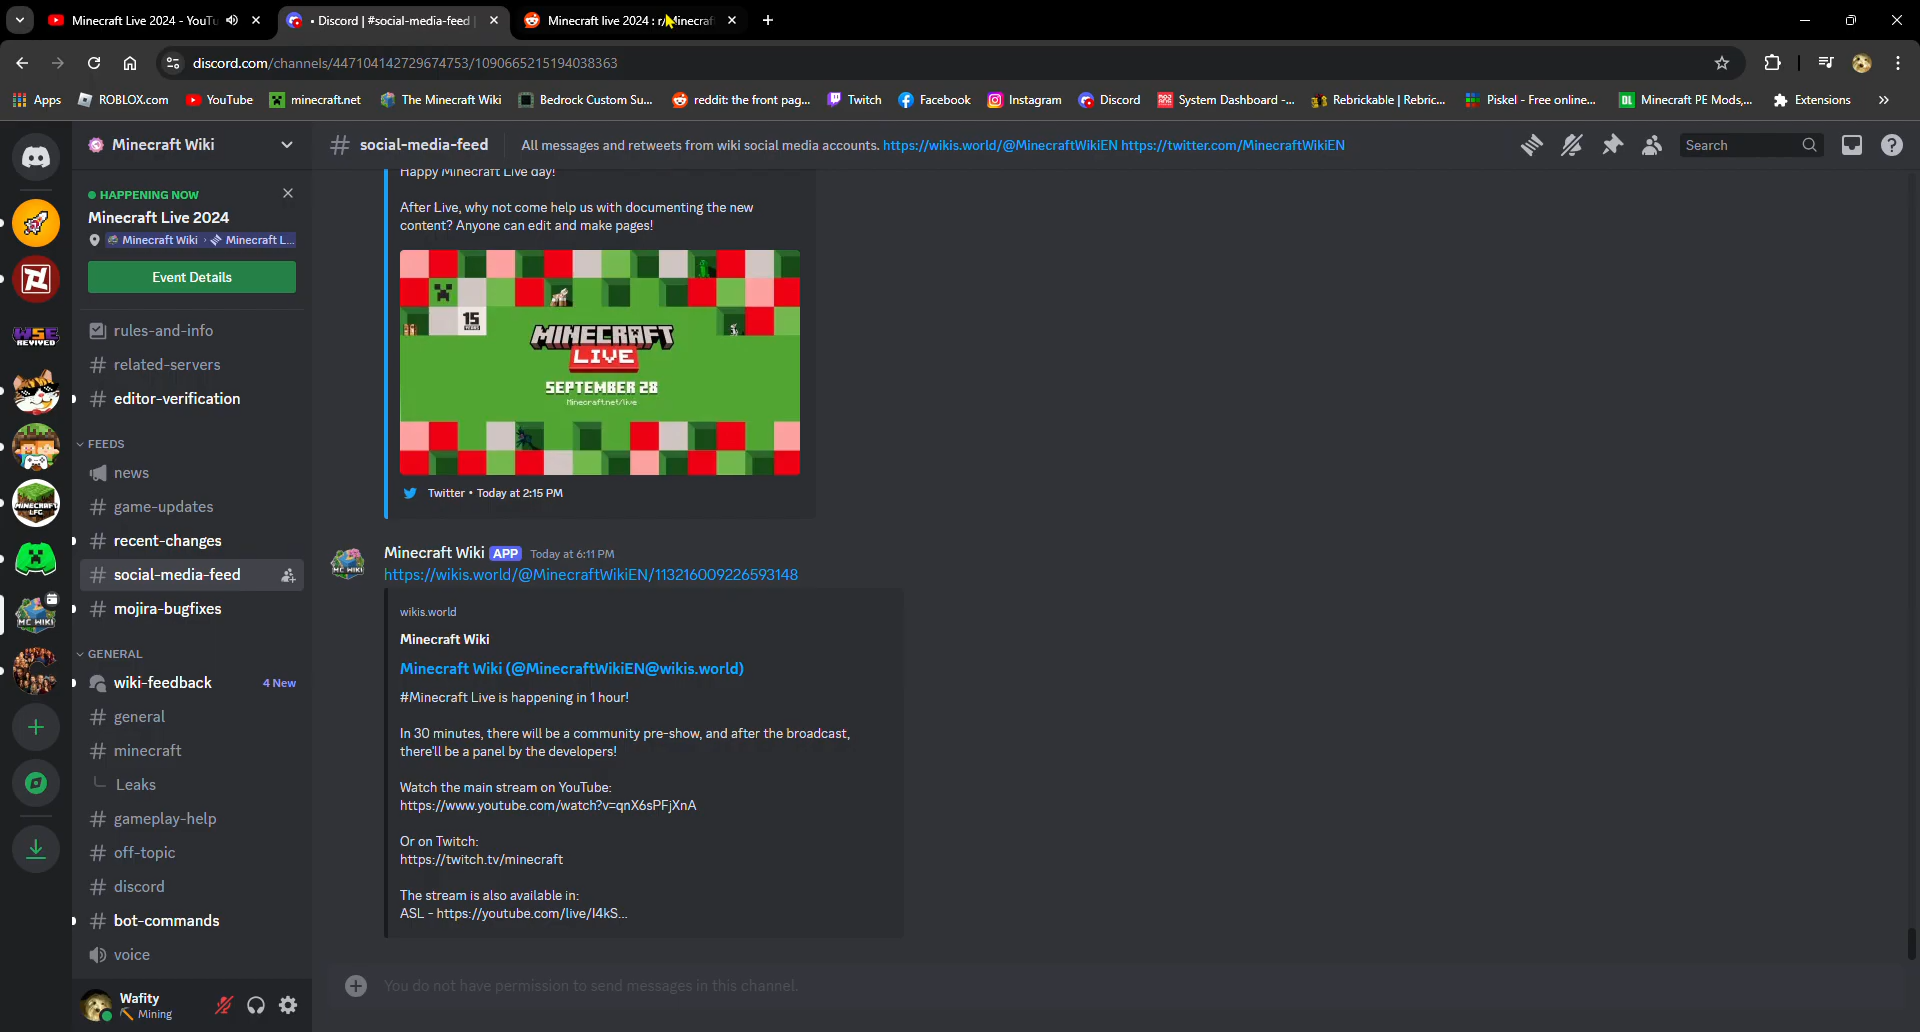 Minecraft Live 2024 - YouTu
• Discord | #social-media-feed |
Minecraft live 2024 : r/Minecraf
discord.com/channels/447104142729674753/1090665215194038363
Apps
ROBLOX.com
YouTube
minecraft.net
The Minecraft Wiki
Bedrock Custom Su...
reddit: the front pag...
Twitch
Facebook
Instagram
Discord
System Dashboard -...
Rebrickable | Rebric...
Piskel - Free online...
Minecraft PE Mods,...
Extensions
»
Minecraft Wiki
# social-media-feed
All messages and retweets from wiki social media accounts. https://wikis.world/@MinecraftWikiEN https://twitter.com/MinecraftWikiEN
Search
HAPPENING NOW
Minecraft Live 2024
Minecraft Wiki › Minecraft L...
Event Details
rules-and-info
# related-servers
# editor-verification
FEEDS
news
# game-updates
# recent-changes
# social-media-feed
# mojira-bugfixes
GENERAL
wiki-feedback 4 New
# general
# minecraft
Leaks
# gameplay-help
# off-topic
# discord
# bot-commands
voice
Wafity
Mining
WSE
REVIVED
MINECRAFT
LFG
MC WIKI
Happy Minecraft Live day!
After Live, why not come help us with documenting the new
content? Anyone can edit and make pages!
15
YEARS
MINECRAFT
LIVE
SEPTEMBER 28
Minecraft.net/live
Twitter • Today at 2:15 PM
MC WIKI
Minecraft Wiki APP Today at 6:11 PM
https://wikis.world/@MinecraftWikiEN/113216009226593148
wikis.world
Minecraft Wiki
Minecraft Wiki (@MinecraftWikiEN@wikis.world)
#Minecraft Live is happening in 1 hour!
In 30 minutes, there will be a community pre-show, and after the broadcast,
there'll be a panel by the developers!
Watch the main stream on YouTube:
https://www.youtube.com/watch?v=qnX6sPFjXnA
Or on Twitch:
https://twitch.tv/minecraft
The stream is also available in:
ASL - https://youtube.com/live/I4kS...
You do not have permission to send messages in this channel.